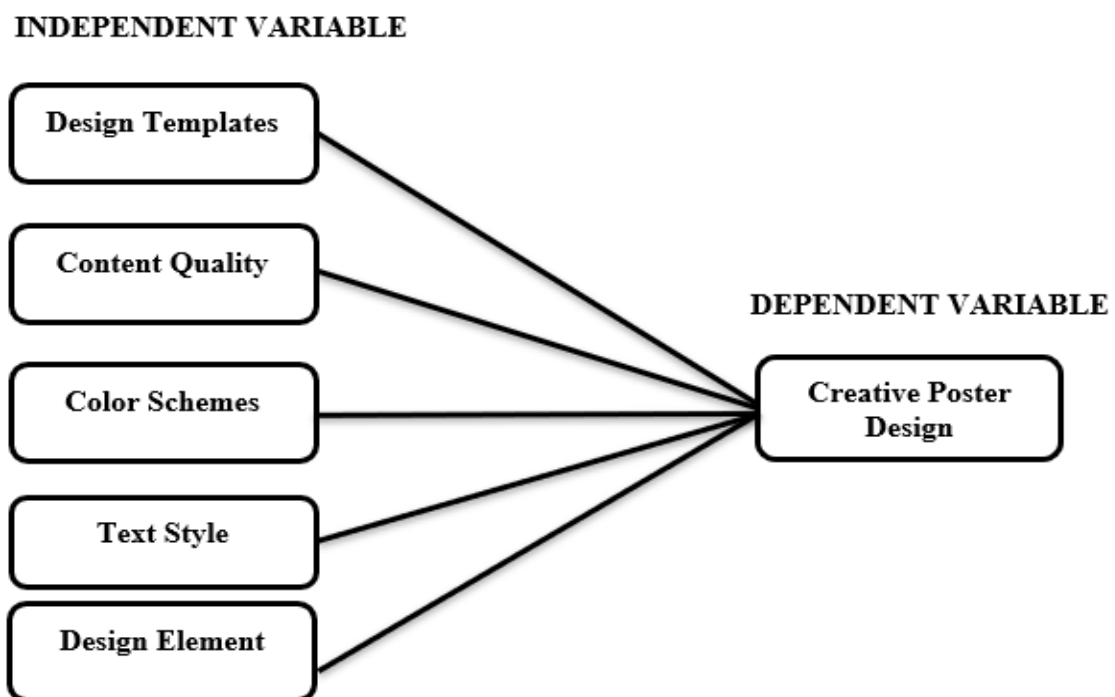 INDEPENDENT VARIABLE
Design Templates
Content Quality
Color Schemes
Text Style
Design Element
DEPENDENT VARIABLE
Creative Poster
Design